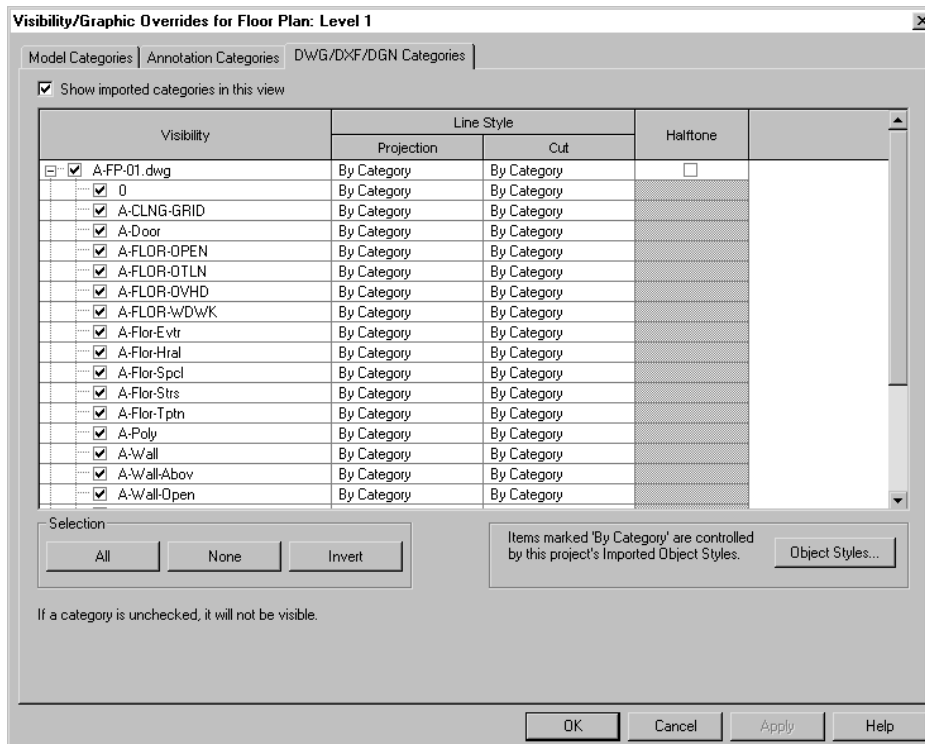 Visibility/Graphic Overrides for Floor Plan: Level 1
Model Categories Annotation Categories DWG/DXF/DGN Categories
Show imported categories in this view
Visibility Line Style Halftone
Projection Cut
A-FP-01.dwg By Category By Category
0 By Category By Category
A-CLNG-GRID By Category By Category
A-Door By Category By Category
A-FLOR-OPEN By Category By Category
A-FLOR-OTLN By Category By Category
A-FLOR-OVHD By Category By Category
A-FLOR-WDWK By Category By Category
A-Flor-Evtr By Category By Category
A-Flor-Hral By Category By Category
A-Flor-Spcl By Category By Category
A-Flor-Strs By Category By Category
A-Flor-Tptn By Category By Category
A-Poly By Category By Category
A-Wall By Category By Category
A-Wall-Abov By Category By Category
A-Wall-Open By Category By Category
Selection
All None Invert
Items marked 'By Category' are controlled
by this project's Imported Object Styles.
Object Styles...
If a category is unchecked, it will not be visible.
OK Cancel Apply Help